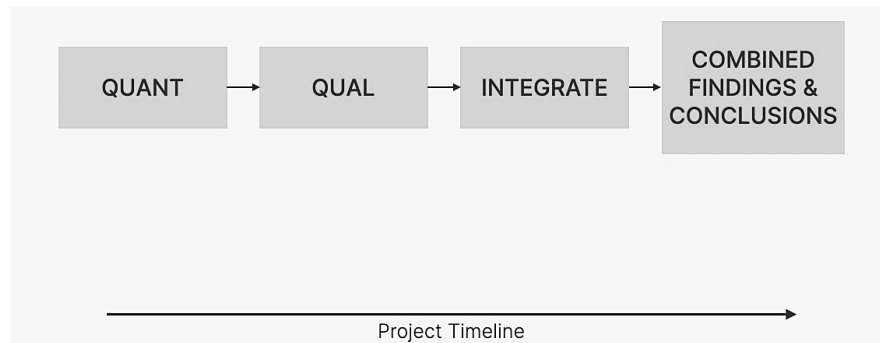 QUANT
QUAL
INTEGRATE
COMBINED
FINDINGS &
CONCLUSIONS
Project Timeline